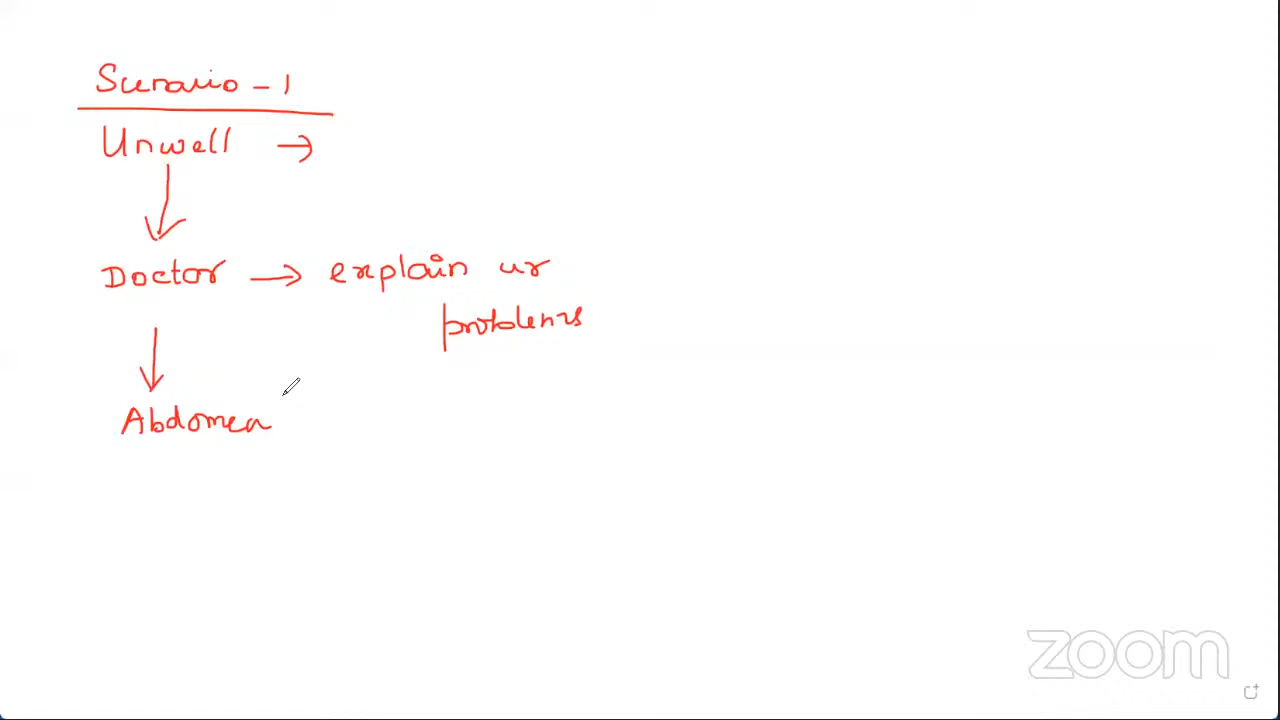 Scenario - 1
Unwell →
Doctor → explain ur
problems
Abdomen
zoom